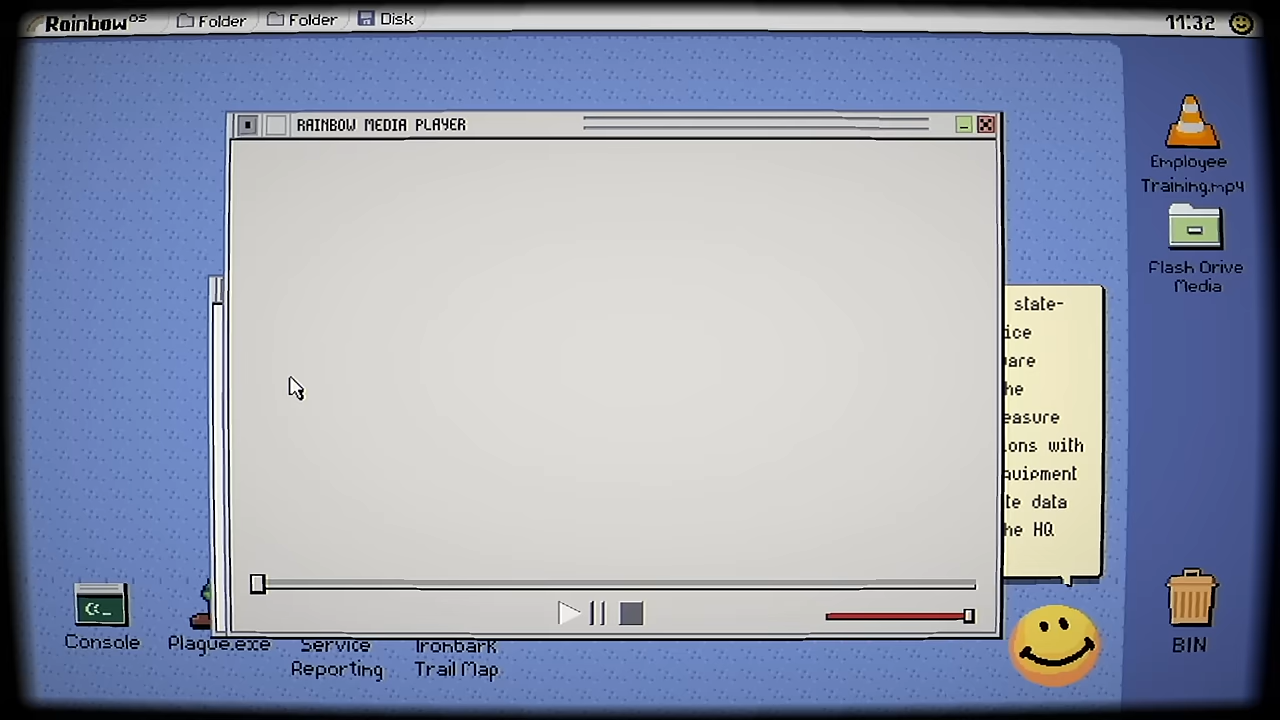 Rainbow OS
Folder
Folder
Disk
11:32
RAINBOW MEDIA PLAYER
Employee
Training.mp4
Flash Drive
Media
state-
ice
are
he
easure
ons with
quipment
te data
he HQ
Console
Plague.exe
Service
Reporting
Ironbark
Trail Map
BIN